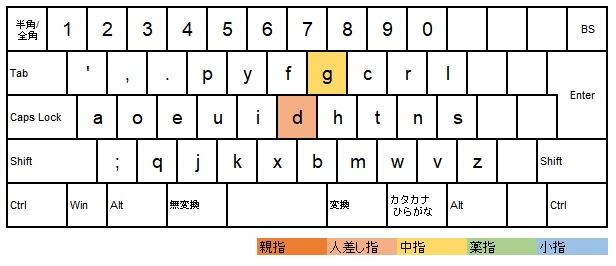 半角/全角 1 2 3 4 5 6 7 8 9 0 BS
Tab ' , . p y f g c r l Enter
Caps Lock a o e u i d h t n s
Shift ; q j k x b m w v z Shift
Ctrl Win Alt 無変換 変換 カタカナひらがな Alt Ctrl
親指 人差し指 中指 薬指 小指